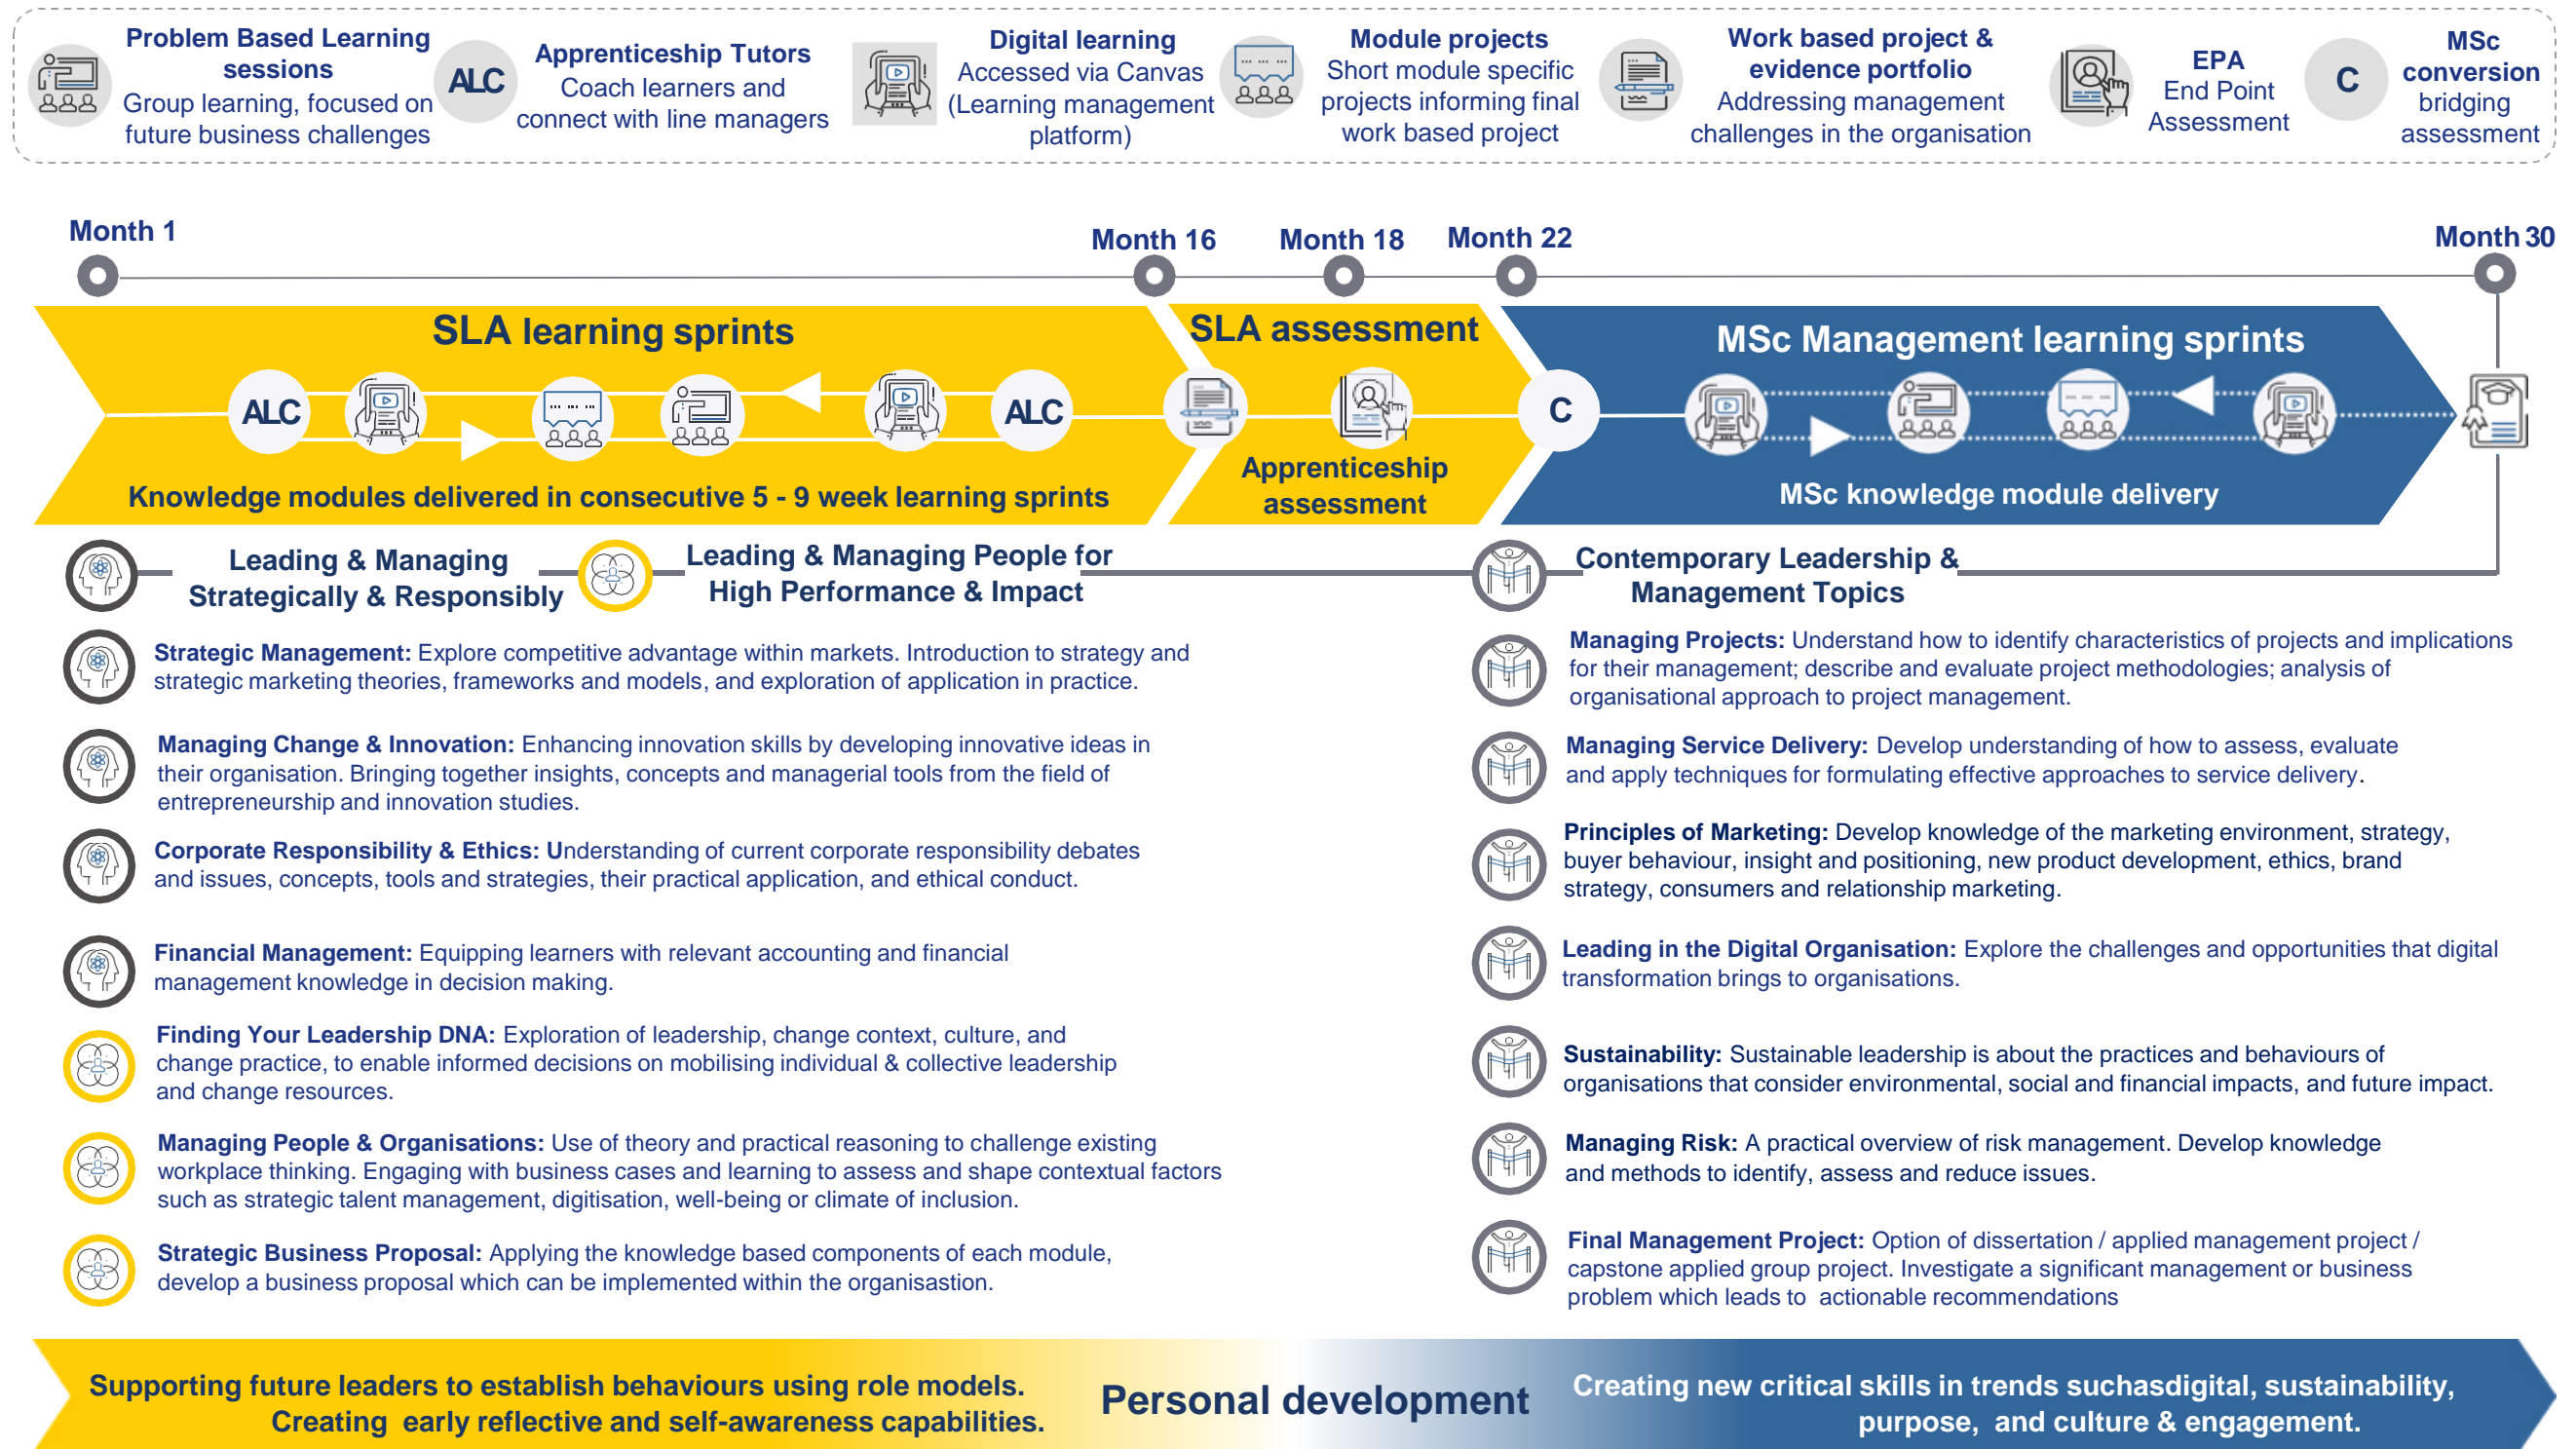 Problem Based Learning
sessions
Group learning, focused on
future business challenges
ALC
Apprenticeship Tutors
Coach learners and
connect with line managers
Digital learning
Accessed via Canvas
(Learning management
platform)
Module projects
Short module specific
projects informing final
work based project
Work based project &
evidence portfolio
Addressing management
challenges in the organisation
EPA
End Point
Assessment
C
MSc
conversion
bridging
assessment
Month 1
Month 16
Month 18
Month 22
Month 30
SLA learning sprints
ALC
ALC
Knowledge modules delivered in consecutive 5 - 9 week learning sprints
SLA assessment
Apprenticeship
assessment
C
MSc Management learning sprints
MSc knowledge module delivery
Leading & Managing
Strategically & Responsibly
Leading & Managing People for
High Performance & Impact
Contemporary Leadership &
Management Topics
Strategic Management: Explore competitive advantage within markets. Introduction to strategy and
strategic marketing theories, frameworks and models, and exploration of application in practice.
Managing Change & Innovation: Enhancing innovation skills by developing innovative ideas in
their organisation. Bringing together insights, concepts and managerial tools from the field of
entrepreneurship and innovation studies.
Corporate Responsibility & Ethics: Understanding of current corporate responsibility debates
and issues, concepts, tools and strategies, their practical application, and ethical conduct.
Financial Management: Equipping learners with relevant accounting and financial
management knowledge in decision making.
Finding Your Leadership DNA: Exploration of leadership, change context, culture, and
change practice, to enable informed decisions on mobilising individual & collective leadership
and change resources.
Managing People & Organisations: Use of theory and practical reasoning to challenge existing
workplace thinking. Engaging with business cases and learning to assess and shape contextual factors
such as strategic talent management, digitisation, well-being or climate of inclusion.
Strategic Business Proposal: Applying the knowledge based components of each module,
develop a business proposal which can be implemented within the organisastion.
Managing Projects: Understand how to identify characteristics of projects and implications
for their management; describe and evaluate project methodologies; analysis of
organisational approach to project management.
Managing Service Delivery: Develop understanding of how to assess, evaluate
and apply techniques for formulating effective approaches to service delivery.
Principles of Marketing: Develop knowledge of the marketing environment, strategy,
buyer behaviour, insight and positioning, new product development, ethics, brand
strategy, consumers and relationship marketing.
Leading in the Digital Organisation: Explore the challenges and opportunities that digital
transformation brings to organisations.
Sustainability: Sustainable leadership is about the practices and behaviours of
organisations that consider environmental, social and financial impacts, and future impact.
Managing Risk: A practical overview of risk management. Develop knowledge
and methods to identify, assess and reduce issues.
Final Management Project: Option of dissertation / applied management project /
capstone applied group project. Investigate a significant management or business
problem which leads to actionable recommendations
Supporting future leaders to establish behaviours using role models.
Creating early reflective and self-awareness capabilities.
Personal development
Creating new critical skills in trends suchasdigital, sustainability,
purpose, and culture & engagement.